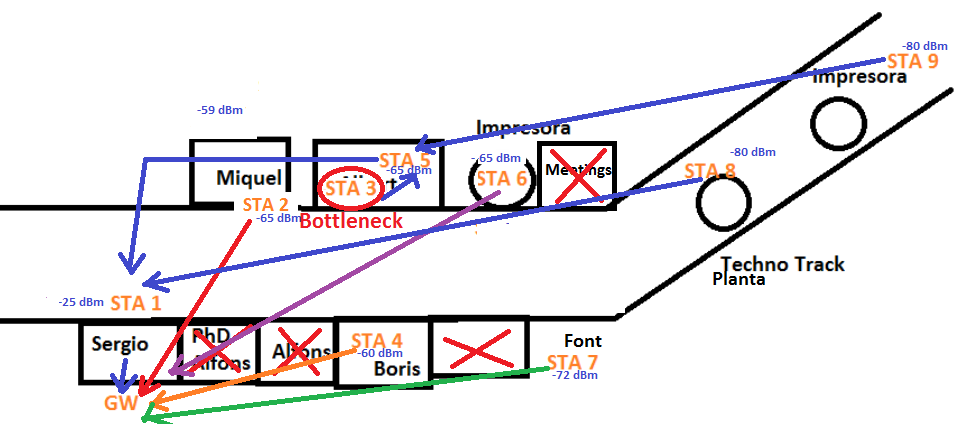 -80 dBm
STA 9
Impresora
-59 dBm
Impresora
STA 5
-65 dBm
-65 dBm
STA 6
Meetings
-80 dBm
STA 8
Miquel
STA 3
STA 2
-65 dBm
Bottleneck
Techno Track
Planta
-25 dBm
STA 1
Sergio
PhD
Alfons
Alfons
STA 4
-60 dBm
Boris
Font
STA 7
-72 dBm
GW